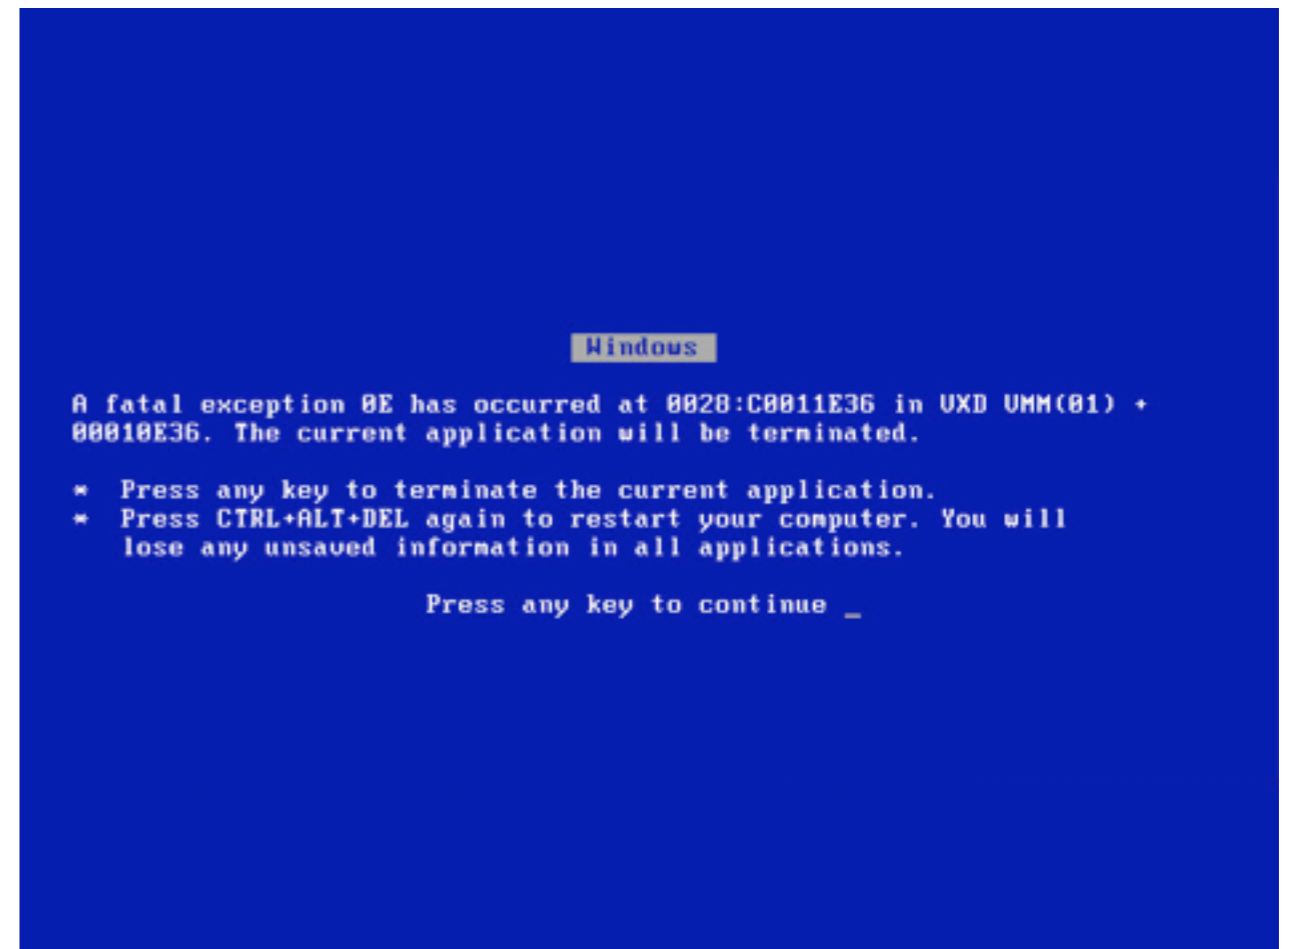 Windows
A fatal exception 0E has occurred at 0028:C0011E36 in VXD VMM(01) +
00010E36. The current application will be terminated.
* Press any key to terminate the current application.
* Press CTRL+ALT+DEL again to restart your computer. You will
lose any unsaved information in all applications.
Press any key to continue _